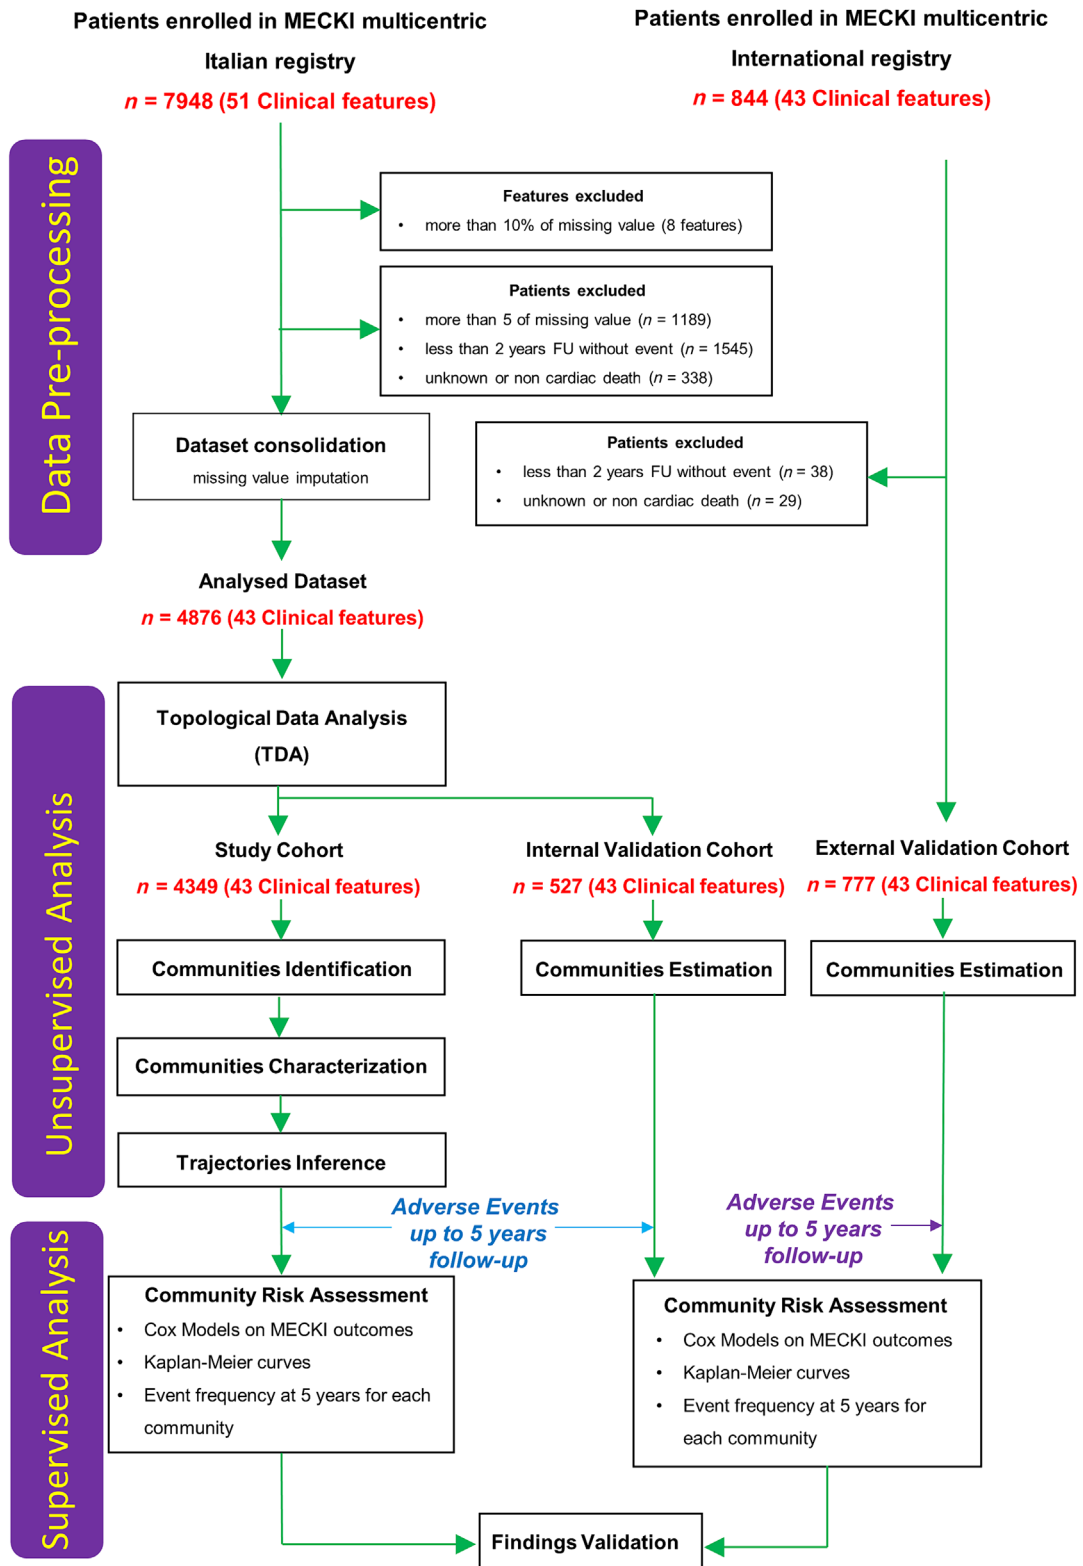 Patients enrolled in MECKI multicentric
Italian registry
n = 7948 (51 Clinical features)
Patients enrolled in MECKI multicentric
International registry
n = 844 (43 Clinical features)
Data Pre-processing
Features excluded
• more than 10% of missing value (8 features)
Patients excluded
• more than 5 of missing value (n = 1189)
• less than 2 years FU without event (n = 1545)
• unknown or non cardiac death (n = 338)
Dataset consolidation
missing value imputation
Patients excluded
• less than 2 years FU without event (n = 38)
• unknown or non cardiac death (n = 29)
Analysed Dataset
n = 4876 (43 Clinical features)
Unsupervised Analysis
Topological Data Analysis
(TDA)
Study Cohort
n = 4349 (43 Clinical features)
Internal Validation Cohort
n = 527 (43 Clinical features)
External Validation Cohort
n = 777 (43 Clinical features)
Communities Identification
Communities Estimation
Communities Estimation
Communities Characterization
Trajectories Inference
Adverse Events
up to 5 years
follow-up
Adverse Events
up to 5 years
follow-up
Supervised Analysis
Community Risk Assessment
• Cox Models on MECKI outcomes
• Kaplan-Meier curves
• Event frequency at 5 years for each
community
Community Risk Assessment
• Cox Models on MECKI outcomes
• Kaplan-Meier curves
• Event frequency at 5 years for
each community
Findings Validation